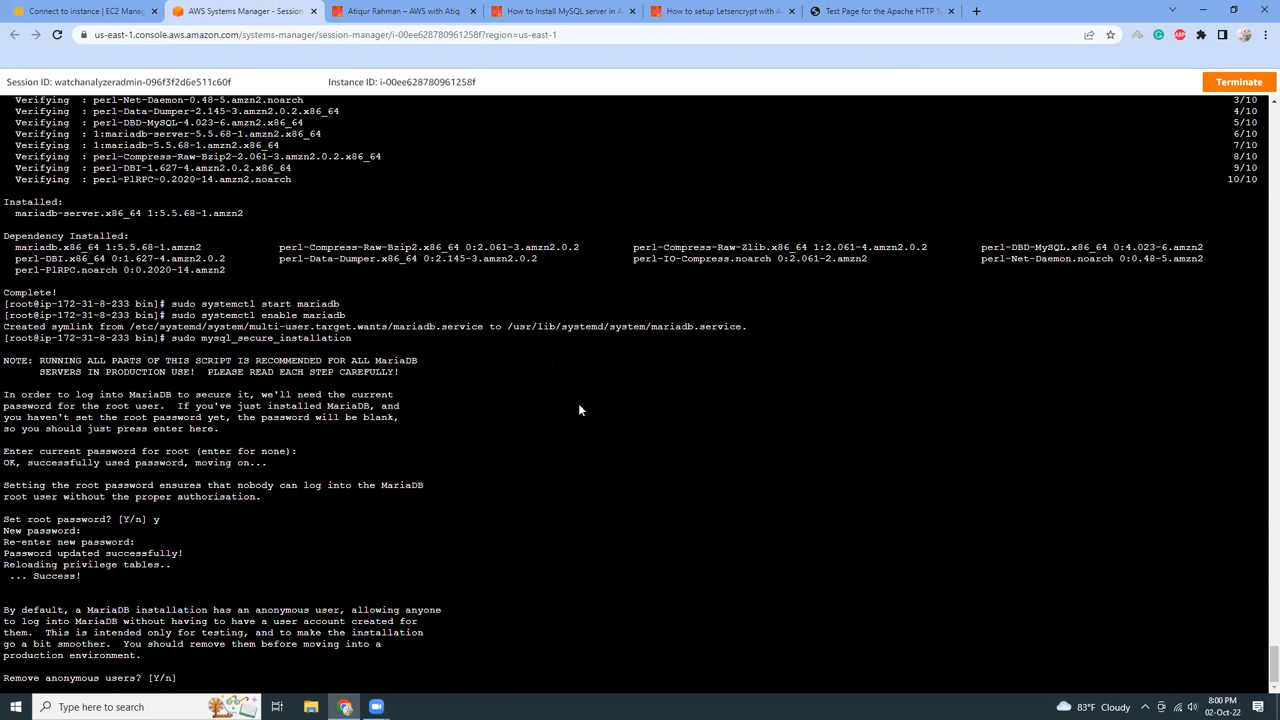 Connect to instance | EC2 Manag
AWS Systems Manager - Session
Atiqur Rahman – AWS with Atiq
How to Install MySQL server in A
How to setup Letsencrypt with A
Test Page for the Apache HTTP S
us-east-1.console.aws.amazon.com/systems-manager/session-manager/i-00ee628780961258f?region=us-east-1
Session ID: watchanalyzeradmin-096f3f2d6e511c60f
Instance ID: i-00ee628780961258f
Terminate
Verifying : perl-Net-Daemon-0.48-5.amzn2.noarch 3/10
Verifying : perl-Data-Dumper-2.145-3.amzn2.0.2.x86_64 4/10
Verifying : perl-DBD-MySQL-4.023-6.amzn2.x86_64 5/10
Verifying : 1:mariadb-server-5.5.68-1.amzn2.x86_64 6/10
Verifying : 1:mariadb-5.5.68-1.amzn2.x86_64 7/10
Verifying : perl-Compress-Raw-Bzip2-2.061-3.amzn2.0.2.x86_64 8/10
Verifying : perl-DBI-1.627-4.amzn2.0.2.x86_64 9/10
Verifying : perl-PlRPC-0.2020-14.amzn2.noarch 10/10
Installed:
mariadb-server.x86_64 1:5.5.68-1.amzn2
Dependency Installed:
mariadb.x86_64 1:5.5.68-1.amzn2 perl-Compress-Raw-Bzip2.x86_64 0:2.061-3.amzn2.0.2 perl-Compress-Raw-Zlib.x86_64 1:2.061-4.amzn2.0.2 perl-DBD-MySQL.x86_64 0:4.023-6.amzn2
perl-DBI.x86_64 0:1.627-4.amzn2.0.2 perl-Data-Dumper.x86_64 0:2.145-3.amzn2.0.2 perl-IO-Compress.noarch 0:2.061-2.amzn2 perl-Net-Daemon.noarch 0:0.48-5.amzn2
perl-PlRPC.noarch 0:0.2020-14.amzn2
Complete!
[root@ip-172-31-8-233 bin]# sudo systemctl start mariadb
[root@ip-172-31-8-233 bin]# sudo systemctl enable mariadb
Created symlink from /etc/systemd/system/multi-user.target.wants/mariadb.service to /usr/lib/systemd/system/mariadb.service.
[root@ip-172-31-8-233 bin]# sudo mysql_secure_installation
NOTE: RUNNING ALL PARTS OF THIS SCRIPT IS RECOMMENDED FOR ALL MariaDB
SERVERS IN PRODUCTION USE! PLEASE READ EACH STEP CAREFULLY!
In order to log into MariaDB to secure it, we'll need the current
password for the root user. If you've just installed MariaDB, and
you haven't set the root password yet, the password will be blank,
so you should just press enter here.
Enter current password for root (enter for none):
OK, successfully used password, moving on...
Setting the root password ensures that nobody can log into the MariaDB
root user without the proper authorisation.
Set root password? [Y/n] y
New password:
Re-enter new password:
Password updated successfully!
Reloading privilege tables..
... Success!
By default, a MariaDB installation has an anonymous user, allowing anyone
to log into MariaDB without having to have a user account created for
them. This is intended only for testing, and to make the installation
go a bit smoother. You should remove them before moving into a
production environment.
Remove anonymous users? [Y/n]
Type here to search
83°F Cloudy
8:00 PM
02-Oct-22